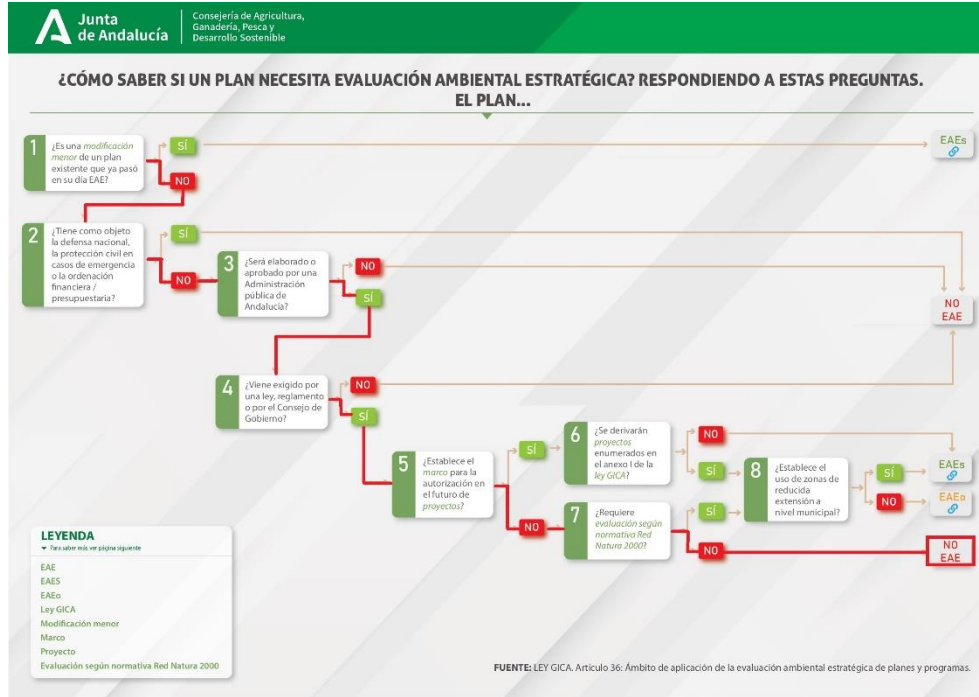 Junta
de Andalucía
Consejería de Agricultura,
Ganadería, Pesca y
Desarrollo Sostenible
¿CÓMO SABER SI UN PLAN NECESITA EVALUACIÓN AMBIENTAL ESTRATÉGICA? RESPONDIENDO A ESTAS PREGUNTAS.
EL PLAN...
1
¿Es una modificación
menor de un plan
existente que ya pasó
en su día EAE?
SÍ
NO
EAEs
2
¿Tiene como objeto
la defensa nacional,
la protección civil en
casos de emergencia
o la ordenación
financiera /
presupuestaria?
SÍ
NO
3
¿Será elaborado o
aprobado por una
Administración
pública de
Andalucía?
NO
SÍ
NO
EAE
4
¿Viene exigido por
una ley, reglamento
o por el Consejo de
Gobierno?
NO
SÍ
5
¿Establece el
marco para la
autorización en
el futuro de
proyectos?
SÍ
NO
6
¿Se derivarán
proyectos
enumerados en
el anexo I de la
ley GICA?
NO
SÍ
7
¿Requiere
evaluación según
normativa Red
Natura 2000?
SÍ
NO
8
¿Establece el
uso de zonas de
reducida
extensión a
nivel municipal?
SÍ
NO
EAEs
EAEo
NO
EAE
LEYENDA
Para saber más ver página siguiente
EAE
EAES
EAEo
Ley GICA
Modificación menor
Marco
Proyecto
Evaluación según normativa Red Natura 2000
FUENTE: LEY GICA. Artículo 36: Ámbito de aplicación de la evaluación ambiental estratégica de planes y programas.